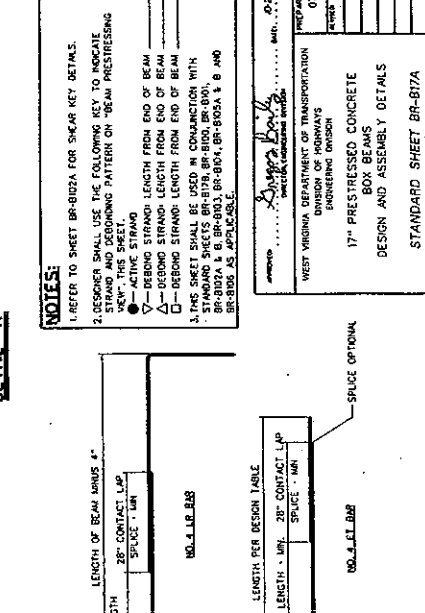 NOTES:
1. REFER TO SHEET BR-B102A FOR SHEAR KEY DETAILS.
2. DESIGNER SHALL USE THE FOLLOWING KEY TO INDICATE
STRAND AND DEBONDING PATTERN ON "BEAM PRESTRESSING
VIEW", THIS SHEET.
●— ACTIVE STRAND
▽— DEBOND STRAND: LENGTH FROM END OF BEAM
△— DEBOND STRAND: LENGTH FROM END OF BEAM
□— DEBOND STRAND: LENGTH FROM END OF BEAM
3. THIS SHEET SHALL BE USED IN CONJUNCTION WITH
STANDARD SHEETS BR-B17B, BR-B100, BR-B101,
BR-B102A & B, BR-B103, BR-B104, BR-B105A & B AND
BR-B106 AS APPLICABLE.
LENGTH OF BEAM MINUS 4"
28" CONTACT LAP
SPLICE - MIN
NO. 4 LR BAR
LENGTH PER DESIGN TABLE
LENGTH - MIN. 28" CONTACT LAP
SPLICE - MIN
SPLICE OPTIONAL
NO. 4 ET BAR
APPROVED
DATE:
DIRECTOR, ENGINEERING DIVISION
WEST VIRGINIA DEPARTMENT OF TRANSPORTATION
DIVISION OF HIGHWAYS
ENGINEERING DIVISION
17" PRESTRESSED CONCRETE
BOX BEAMS
DESIGN AND ASSEMBLY DETAILS
STANDARD SHEET BR-B17A